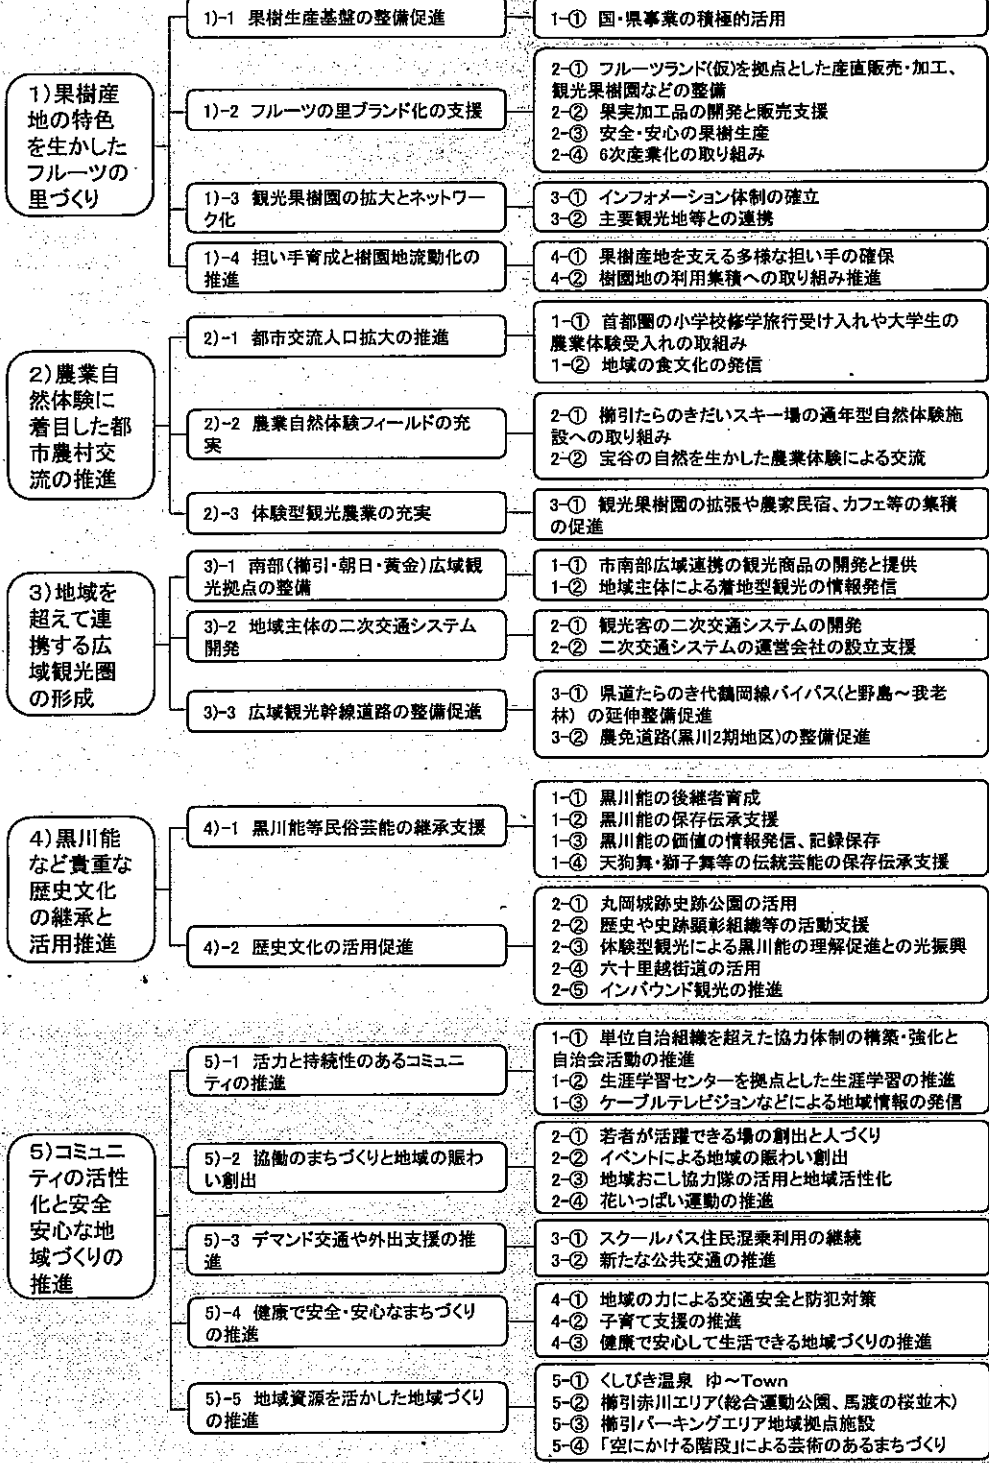 1)果樹産
地の特色
を生かした
フルーツの
里づくり
1)-1 果樹生産基盤の整備促進
1-① 国・県事業の積極的活用
1)-2 フルーツの里ブランド化の支援
2-① フルーツランド(仮)を拠点とした産直販売・加工、
観光果樹園などの整備
2-② 果実加工品の開発と販売支援
2-③ 安全・安心の果樹生産
2-④ 6次産業化の取り組み
1)-3 観光果樹園の拡大とネットワー
ク化
3-① インフォメーション体制の確立
3-② 主要観光地等との連携
1)-4 担い手育成と樹園地流動化の
推進
4-① 果樹産地を支える多様な担い手の確保
4-② 樹園地の利用集積への取り組み推進
2)農業自
然体験に
着目した都
市農村交
流の推進
2)-1 都市交流人口拡大の推進
1-① 首都圏の小学校修学旅行受け入れや大学生の
農業体験受入れの取組み
1-② 地域の食文化の発信
2)-2 農業自然体験フィールドの充
実
2-① 櫛引たらのきだいスキー場の通年型自然体験施
設への取り組み
2-② 宝谷の自然を生かした農業体験による交流
2)-3 体験型観光農業の充実
3-① 観光果樹園の拡張や農家民宿、カフェ等の集積
の促進
3)地域を
超えて連
携する広
域観光圏
の形成
3)-1 南部(櫛引・朝日・黄金)広域観
光拠点の整備
1-① 市南部広域連携の観光商品の開発と提供
1-② 地域主体による着地型観光の情報発信
3)-2 地域主体の二次交通システム
開発
2-① 観光客の二次交通システムの開発
2-② 二次交通システムの運営会社の設立支援
3)-3 広域観光幹線道路の整備促進
3-① 県道たらのき代鶴岡線バイパス(と野島～我老
林) の延伸整備促進
3-② 農免道路(黒川2期地区)の整備促進
4)黒川能
など貴重な
歴史文化
の継承と
活用推進
4)-1 黒川能等民俗芸能の継承支援
1-① 黒川能の後継者育成
1-② 黒川能の保存伝承支援
1-③ 黒川能の価値の情報発信、記録保存
1-④ 天狗舞・獅子舞等の伝統芸能の保存伝承支援
4)-2 歴史文化の活用促進
2-① 丸岡城跡史跡公園の活用
2-② 歴史や史跡顕彰組織等の活動支援
2-③ 体験型観光による黒川能の理解促進との光振興
2-④ 六十里越街道の活用
2-⑤ インバウンド観光の推進
5)コミュニ
ティの活性
化と安全
安心な地
域づくりの
推進
5)-1 活力と持続性のあるコミュニ
ティの推進
1-① 単位自治組織を超えた協力体制の構築・強化と
自治会活動の推進
1-② 生涯学習センターを拠点とした生涯学習の推進
1-③ ケーブルテレビジョンなどによる地域情報の発信
5)-2 協働のまちづくりと地域の賑わ
い創出
2-① 若者が活躍できる場の創出と人づくり
2-② イベントによる地域の賑わい創出
2-③ 地域おこし協力隊の活用と地域活性化
2-④ 花いっぱい運動の推進
5)-3 デマンド交通や外出支援の推
進
3-① スクールバス住民混乗利用の継続
3-② 新たな公共交通の推進
5)-4 健康で安全・安心なまちづくり
の推進
4-① 地域の力による交通安全と防犯対策
4-② 子育て支援の推進
4-③ 健康で安心して生活できる地域づくりの推進
5)-5 地域資源を活かした地域づくり
の推進
5-① くしびき温泉 ゆ～Town
5-② 櫛引赤川エリア(総合運動公園、馬渡の桜並木)
5-③ 櫛引パーキングエリア地域拠点施設
5-④ 「空にかける階段」による芸術のあるまちづくり